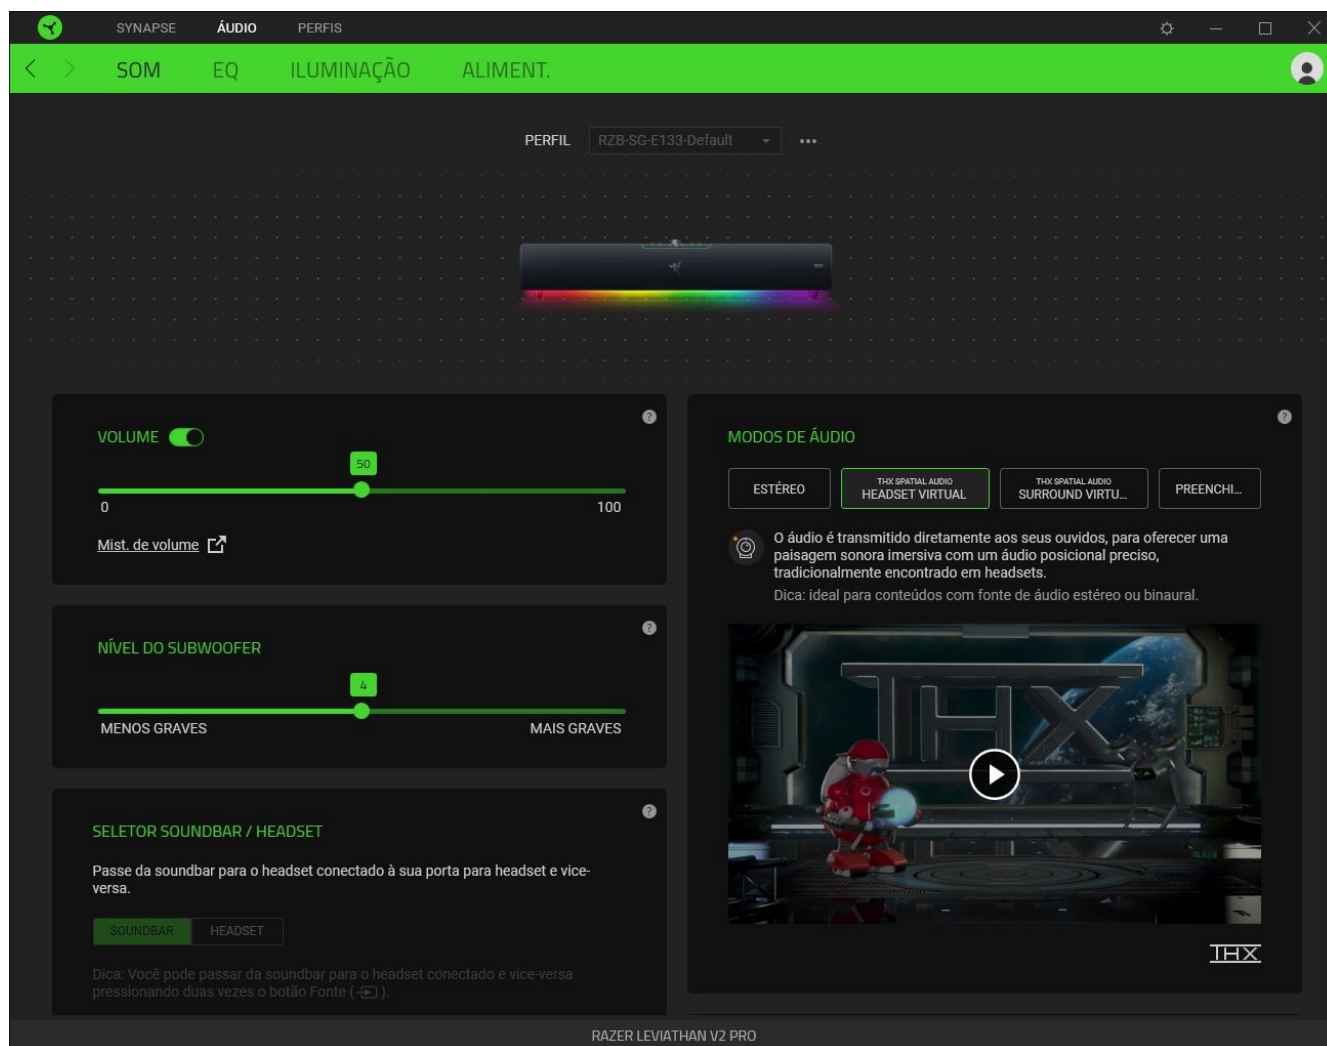 SYNAPSE ÁUDIO PERFIS
SOM EQ ILUMINAÇÃO ALIMENT.
PERFIL RZB-SG-E133-Default
VOLUME
50
0 100
Mist. de volume
NÍVEL DO SUBWOOFER
4
MENOS GRAVES MAIS GRAVES
SELETOR SOUNDBAR / HEADSET
Passe da soundbar para o headset conectado à sua porta para headset e vice-
versa.
SOUNDBAR HEADSET
Dica: Você pode passar da soundbar para o headset conectado e vice-versa
pressionando duas vezes o botão Fonte ( ).
MODOS DE ÁUDIO
ESTÉREO
THX SPATIAL AUDIO
HEADSET VIRTUAL
THX SPATIAL AUDIO
SURROUND VIRTU...
PREENCHI...
O áudio é transmitido diretamente aos seus ouvidos, para oferecer uma
paisagem sonora imersiva com um áudio posicional preciso,
tradicionalmente encontrado em headsets.
Dica: ideal para conteúdos com fonte de áudio estéreo ou binaural.
THX
THX
RAZER LEVIATHAN V2 PRO